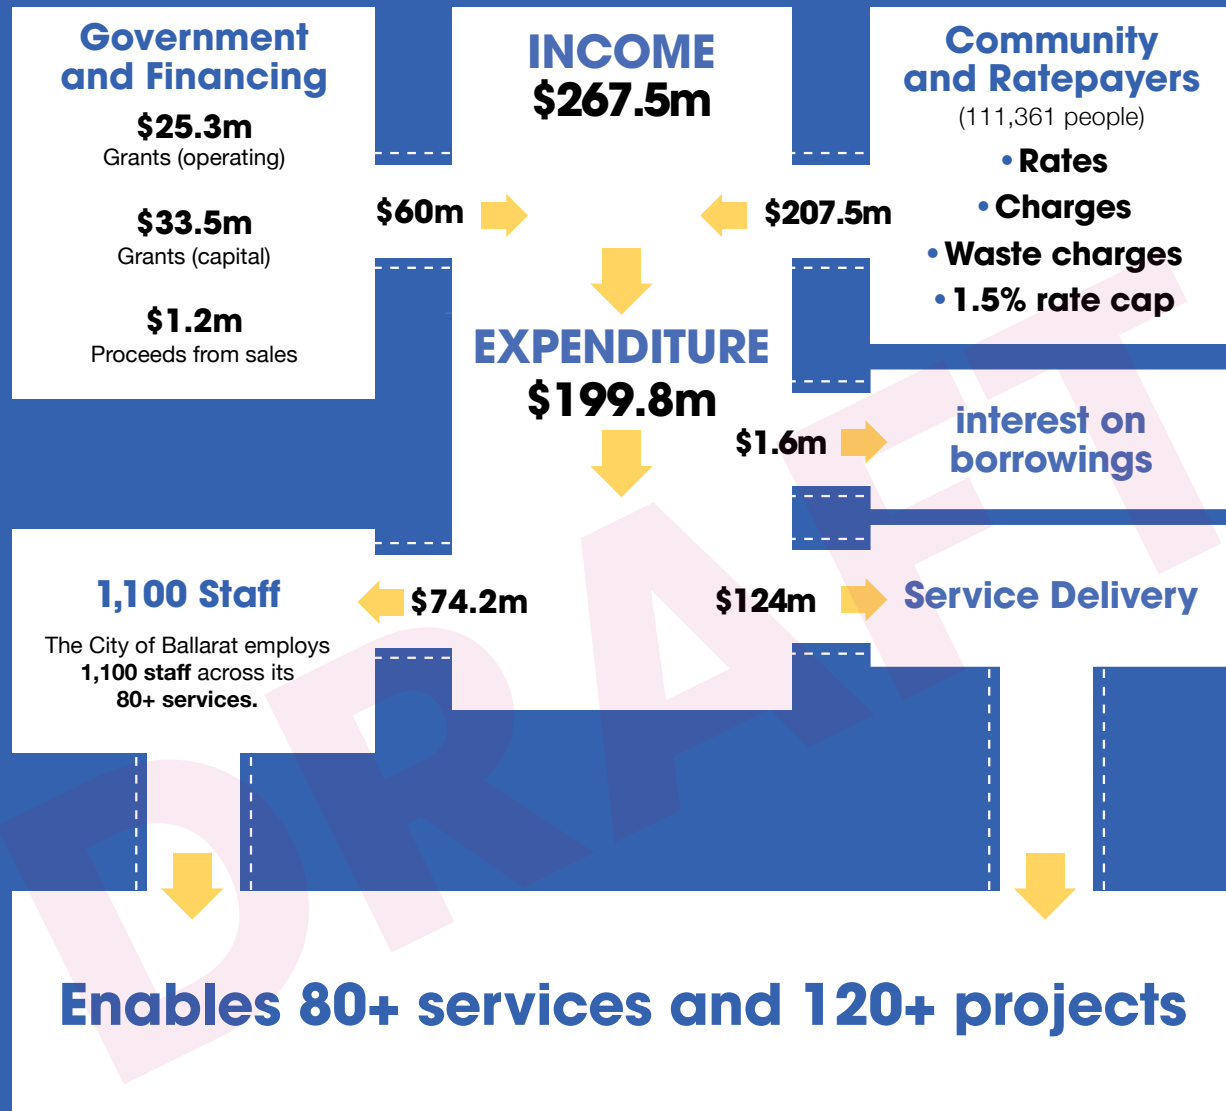 Government
and Financing
$25.3m
Grants (operating)
$33.5m
Grants (capital)
$1.2m
Proceeds from sales
$60m
INCOME
$267.5m
$207.5m
Community
and Ratepayers
(111,361 people)
• Rates
• Charges
• Waste charges
• 1.5% rate cap
EXPENDITURE
$199.8m
$1.6m
interest on
borrowings
1,100 Staff
The City of Ballarat employs
1,100 staff across its
80+ services.
$74.2m
$124m
Service Delivery
Enables 80+ services and 120+ projects
DRAFT